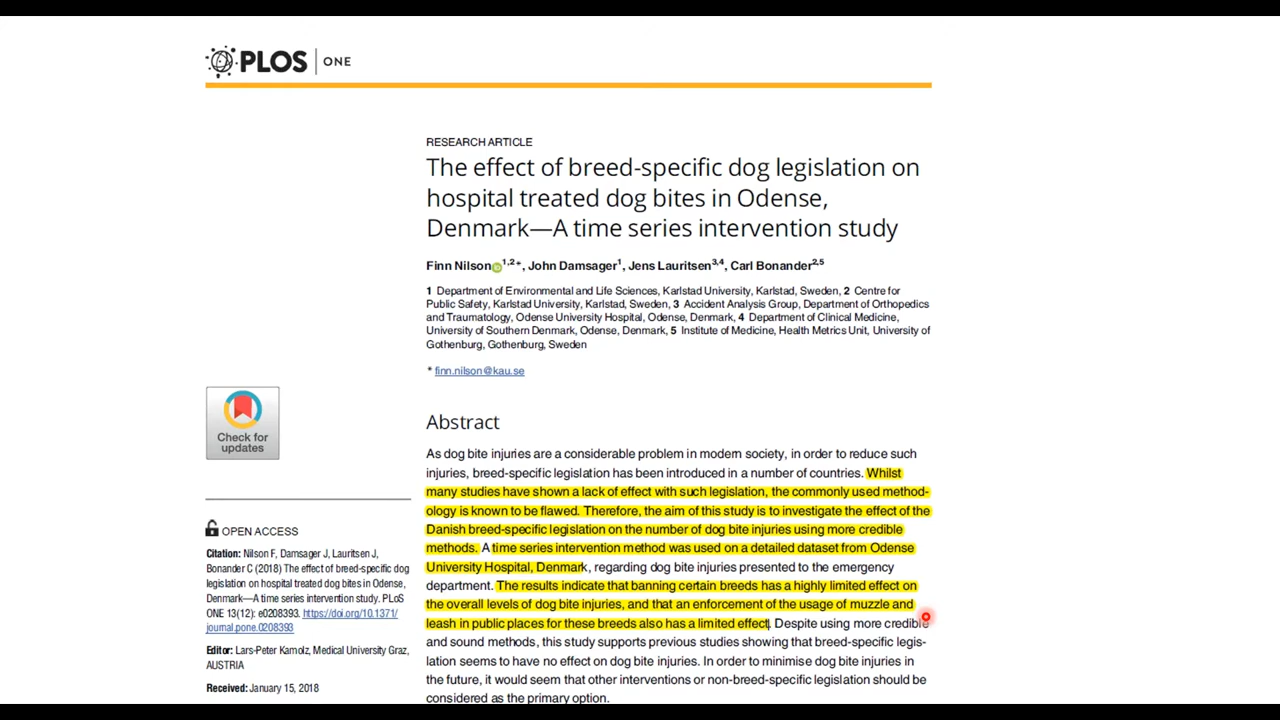 PLOS ONE
RESEARCH ARTICLE
The effect of breed-specific dog legislation on
hospital treated dog bites in Odense,
Denmark—A time series intervention study
Finn Nilson1,2*, John Damsager1, Jens Lauritsen3,4, Carl Bonander2,5
1 Department of Environmental and Life Sciences, Karlstad University, Karlstad, Sweden, 2 Centre for
Public Safety, Karlstad University, Karlstad, Sweden, 3 Accident Analysis Group, Department of Orthopedics
and Traumatology, Odense University Hospital, Odense, Denmark, 4 Department of Clinical Medicine,
University of Southern Denmark, Odense, Denmark, 5 Institute of Medicine, Health Metrics Unit, University of
Gothenburg, Gothenburg, Sweden
* finn.nilson@kau.se
Check for
updates
Abstract
As dog bite injuries are a considerable problem in modern society, in order to reduce such
injuries, breed-specific legislation has been introduced in a number of countries. Whilst
many studies have shown a lack of effect with such legislation, the commonly used method-
ology is known to be flawed. Therefore, the aim of this study is to investigate the effect of the
Danish breed-specific legislation on the number of dog bite injuries using more credible
methods. A time series intervention method was used on a detailed dataset from Odense
University Hospital, Denmark, regarding dog bite injuries presented to the emergency
department. The results indicate that banning certain breeds has a highly limited effect on
the overall levels of dog bite injuries, and that an enforcement of the usage of muzzle and
leash in public places for these breeds also has a limited effect. Despite using more credible
and sound methods, this study supports previous studies showing that breed-specific legis-
lation seems to have no effect on dog bite injuries. In order to minimise dog bite injuries in
the future, it would seem that other interventions or non-breed-specific legislation should be
considered as the primary option.
OPEN ACCESS
Citation: Nilson F, Damsager J, Lauritsen J,
Bonander C (2018) The effect of breed-specific dog
legislation on hospital treated dog bites in Odense,
Denmark—A time series intervention study. PLoS
ONE 13(12): e0208393. https://doi.org/10.1371/
journal.pone.0208393
Editor: Lars-Peter Kamolz, Medical University Graz,
AUSTRIA
Received: January 15, 2018